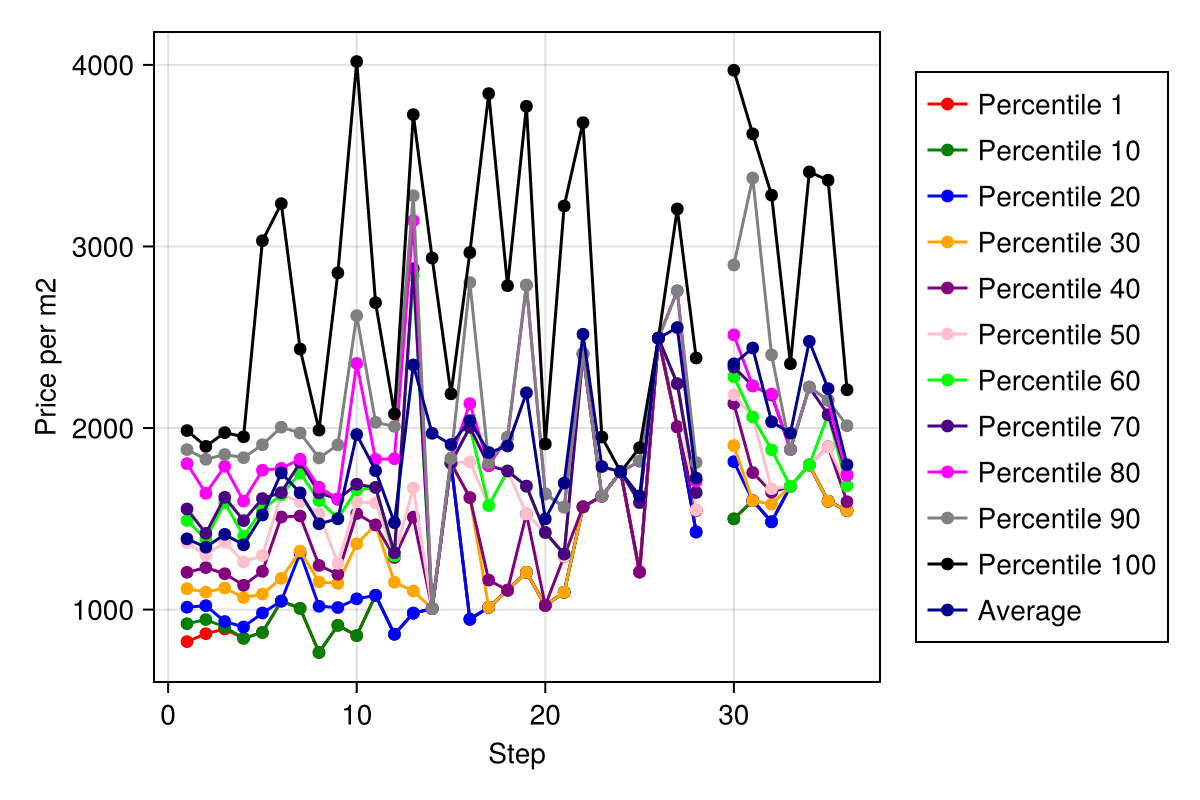 4000
3000
2000
1000
Price per m2
0
10
20
30
Step
Percentile 1
Percentile 10
Percentile 20
Percentile 30
Percentile 40
Percentile 50
Percentile 60
Percentile 70
Percentile 80
Percentile 90
Percentile 100
Average